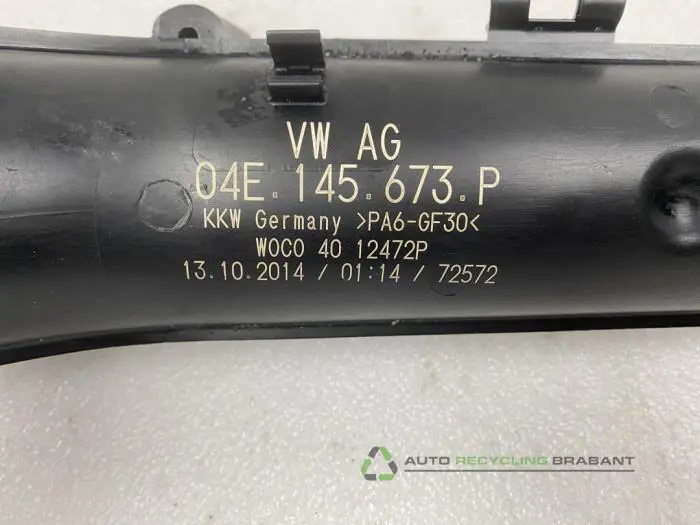 VW AG
04E.145.673.P
KKW Germany >PA6-GF30<
WOCO 40 12472P
13.10.2014 / 01:14 / 72572
AUTO RECYCLING BRABANT